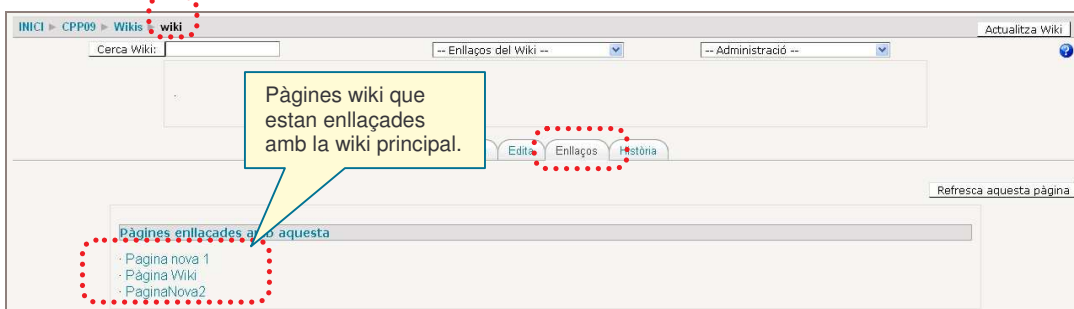 INICI ► CPP09 ► Wikis ► wiki
Actualitza Wiki
Cerca Wiki:
-- Enllaços del Wiki --
-- Administració --
?
Pàgines wiki que
estan enllaçades
amb la wiki principal.
Edita
Enllaços
Història
Refresca aquesta pàgina
Pàgines enllaçades amb aquesta
· Pagina nova 1
· Pàgina Wiki
· PaginaNova2